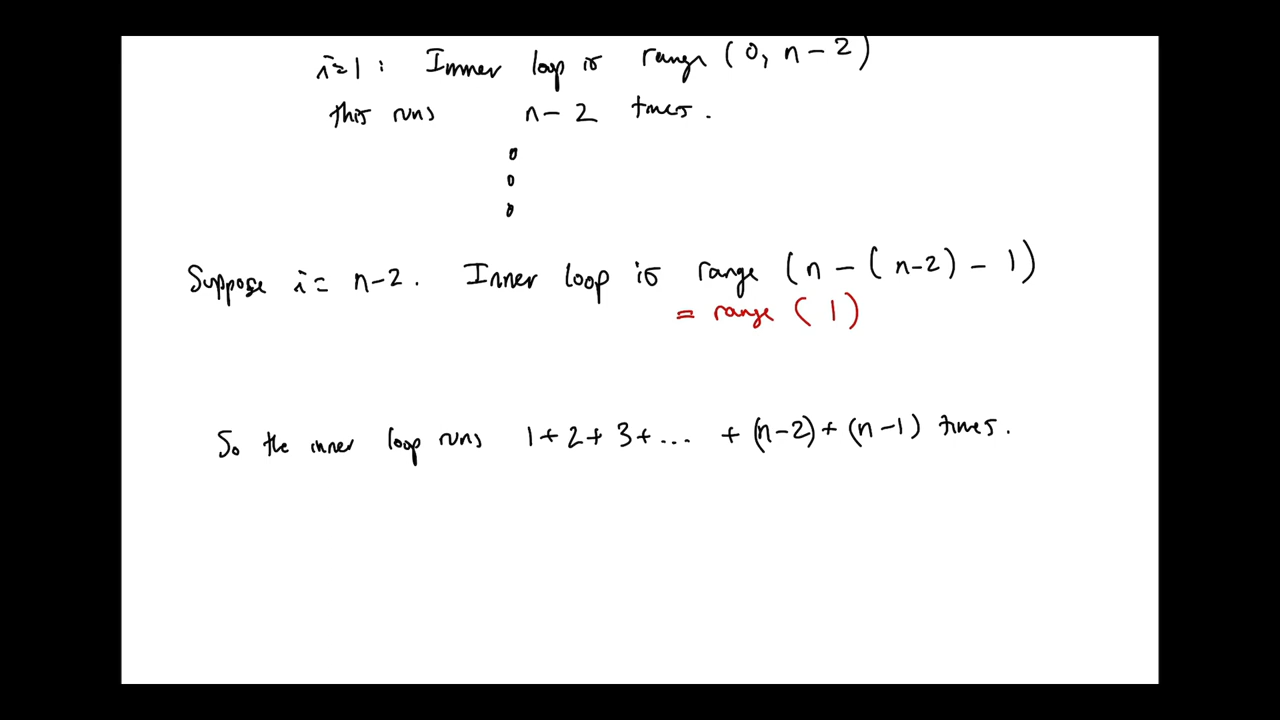 i=1: Inner loop is range (0, n-2)
this runs n-2 times.
Suppose i= n-2. Inner loop is range (n-(n-2)-1)
= range (1)
So the inner loop runs 1+2+3+... +(n-2)+(n-1) times.